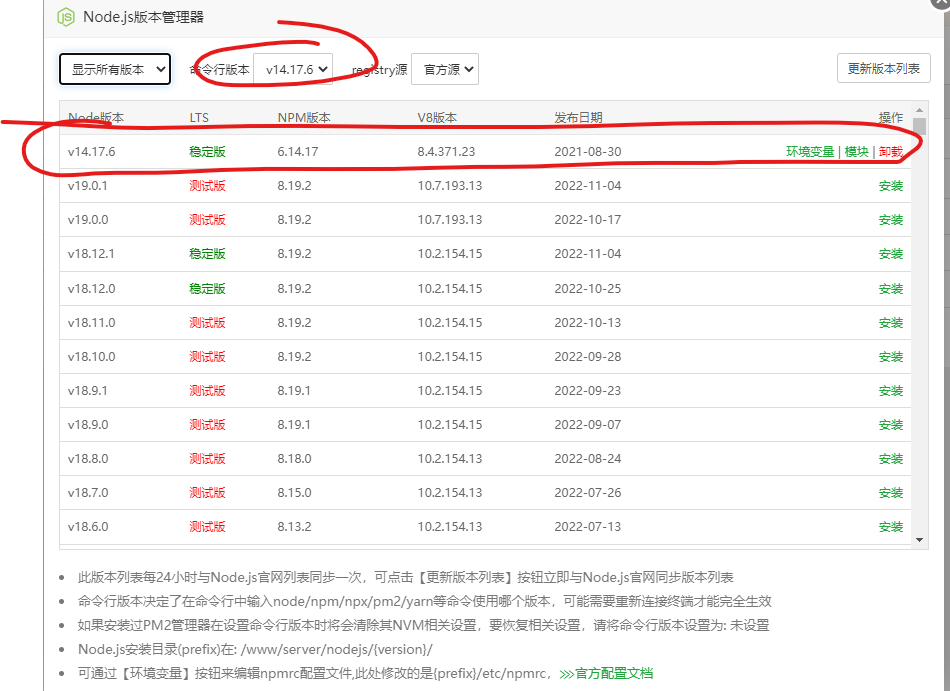 Node.js版本管理器
显示所有版本 命令行版本 v14.17.6 registry源 官方源 更新版本列表
Node版本 LTS NPM版本 V8版本 发布日期 操作
v14.17.6 稳定版 6.14.17 8.4.371.23 2021-08-30 环境变量 | 模块 | 卸载
v19.0.1 测试版 8.19.2 10.7.193.13 2022-11-04 安装
v19.0.0 测试版 8.19.2 10.7.193.13 2022-10-17 安装
v18.12.1 稳定版 8.19.2 10.2.154.15 2022-11-04 安装
v18.12.0 稳定版 8.19.2 10.2.154.15 2022-10-25 安装
v18.11.0 测试版 8.19.2 10.2.154.15 2022-10-13 安装
v18.10.0 测试版 8.19.2 10.2.154.15 2022-09-28 安装
v18.9.1 测试版 8.19.1 10.2.154.15 2022-09-23 安装
v18.9.0 测试版 8.19.1 10.2.154.15 2022-09-07 安装
v18.8.0 测试版 8.18.0 10.2.154.13 2022-08-24 安装
v18.7.0 测试版 8.15.0 10.2.154.13 2022-07-26 安装
v18.6.0 测试版 8.13.2 10.2.154.13 2022-07-13 安装
此版本列表每24小时与Node.js官网列表同步一次，可点击【更新版本列表】按钮立即与Node.js官网同步版本列表
命令行版本决定了在命令行中输入node/npm/npx/pm2/yarn等命令使用哪个版本，可能需要重新连接终端才能完全生效
如果安装过PM2管理器在设置命令行版本时将会清除其NVM相关设置，要恢复相关设置，请将命令行版本设置为: 未设置
Node.js安装目录(prefix)在: /www/server/nodejs/{version}/
可通过【环境变量】按钮来编辑npmrc配置文件,此处修改的是{prefix}/etc/npmrc，>>>官方配置文档